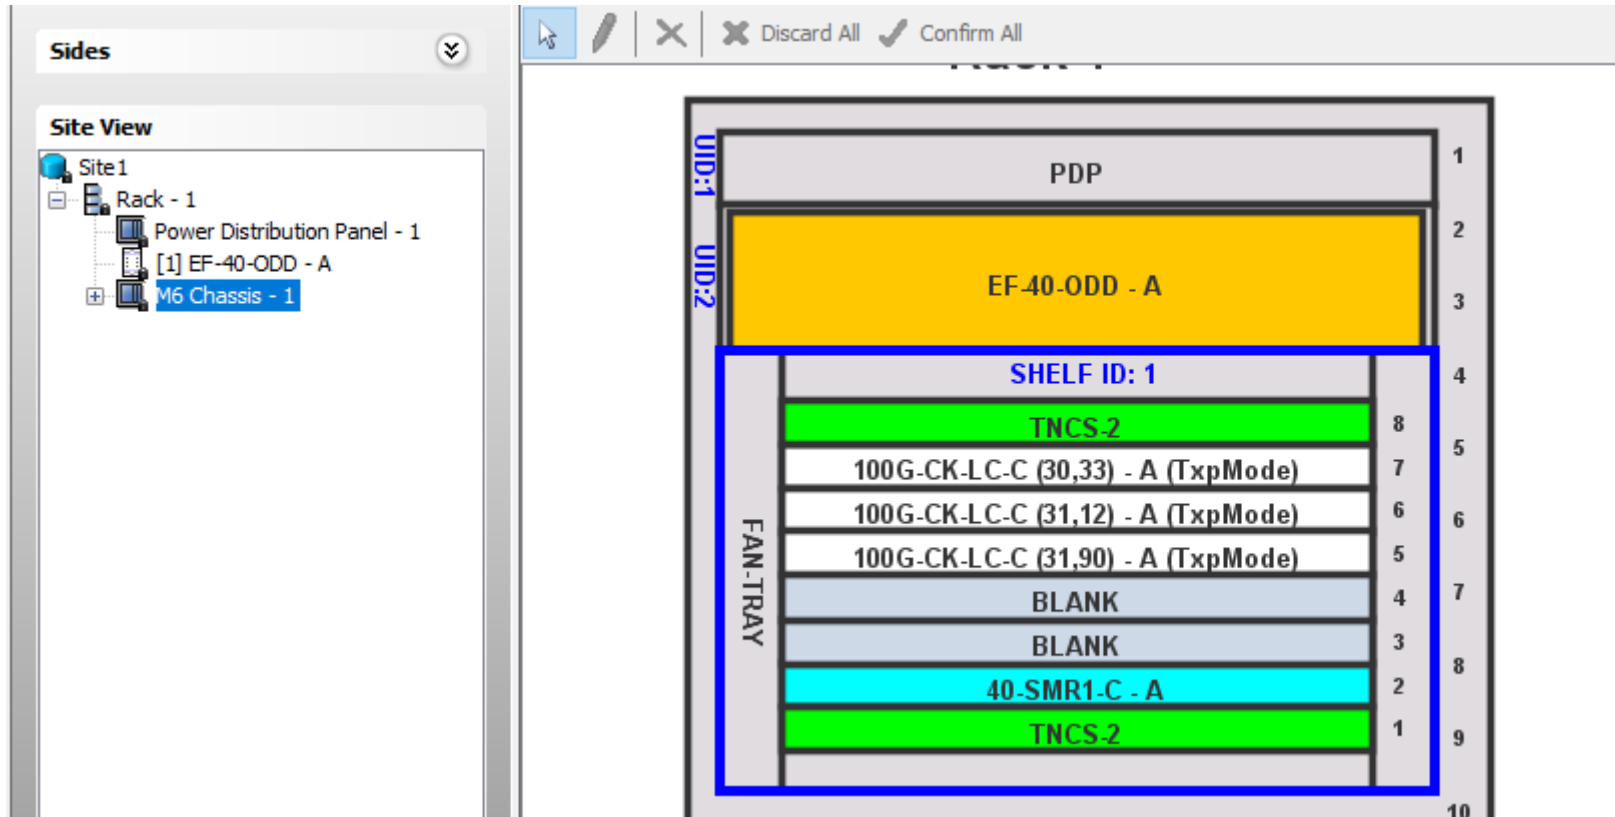 Sides
Site View
Site1
Rack - 1
Power Distribution Panel - 1
[1] EF-40-ODD - A
M6 Chassis - 1
Discard All
Confirm All
Rack 1
UID:1
PDP
1
UID:2
EF-40-ODD - A
2
3
SHELF ID: 1
4
TNCS-2
8
5
100G-CK-LC-C (30,33) - A (TxpMode)
7
100G-CK-LC-C (31,12) - A (TxpMode)
6
6
100G-CK-LC-C (31,90) - A (TxpMode)
5
FAN-TRAY
BLANK
4
7
BLANK
3
8
40-SMR1-C - A
2
TNCS-2
1
9
10